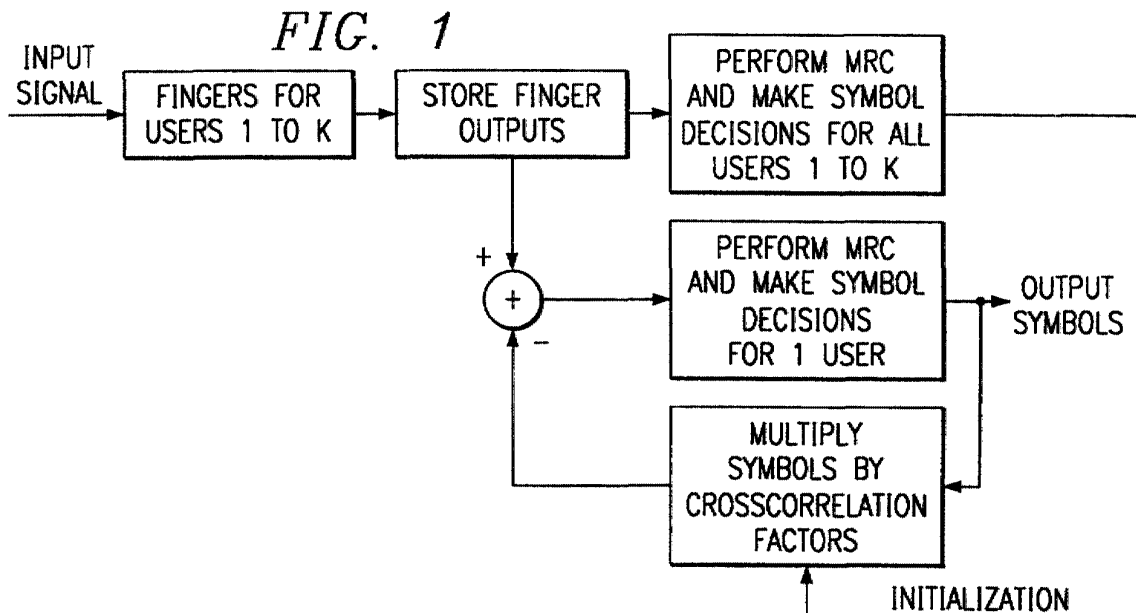 FIG. 1
INPUT
SIGNAL
FINGERS FOR
USERS 1 TO K
STORE FINGER
OUTPUTS
PERFORM MRC
AND MAKE SYMBOL
DECISIONS FOR ALL
USERS 1 TO K
+
+
−
PERFORM MRC
AND MAKE SYMBOL
DECISIONS
FOR 1 USER
OUTPUT
SYMBOLS
MULTIPLY
SYMBOLS BY
CROSSCORRELATION
FACTORS
INITIALIZATION